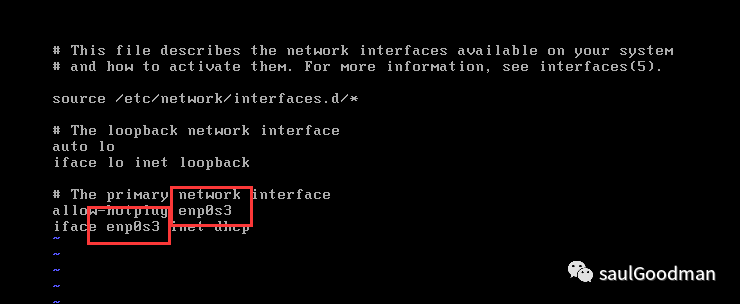 # This file describes the network interfaces available on your system
# and how to activate them. For more information, see interfaces(5).
source /etc/network/interfaces.d/*
# The loopback network interface
auto lo
iface lo inet loopback
# The primary network interface
allow-hotplug enp0s3
iface enp0s3 inet dhcp
~
~
~
~
~
saulGoodman